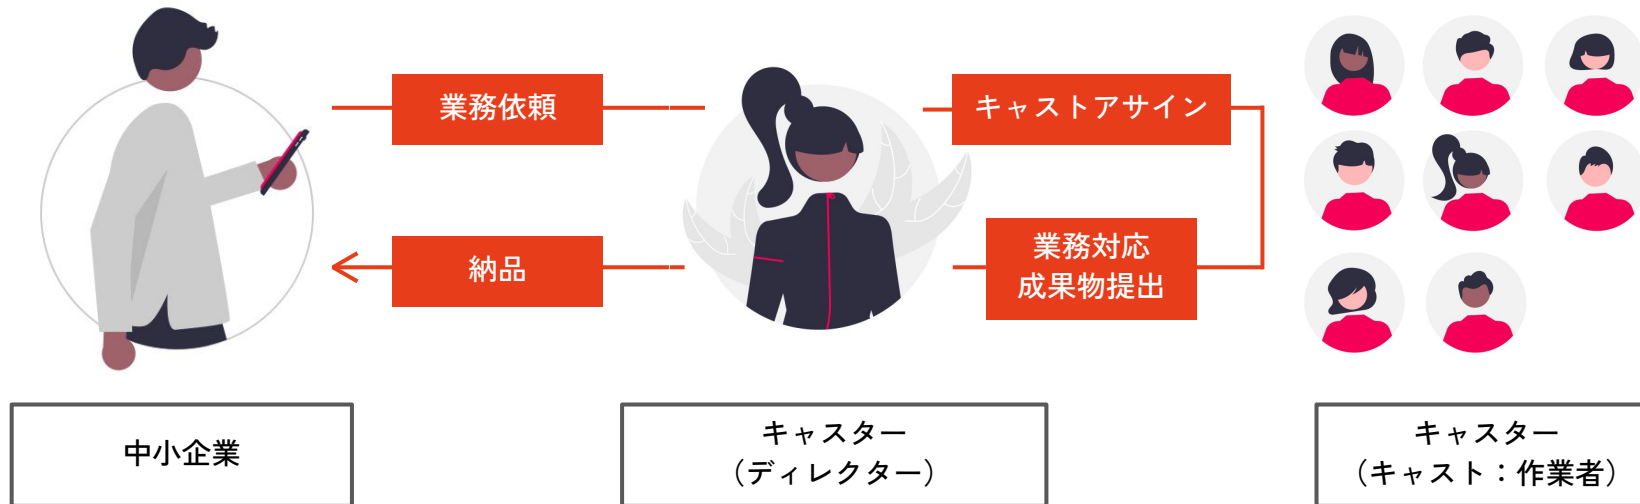 業務依頼
キャストアサイン
納品
業務対応
成果物提出
中小企業
キャスター
（ディレクター）
キャスター
（キャスト：作業者）